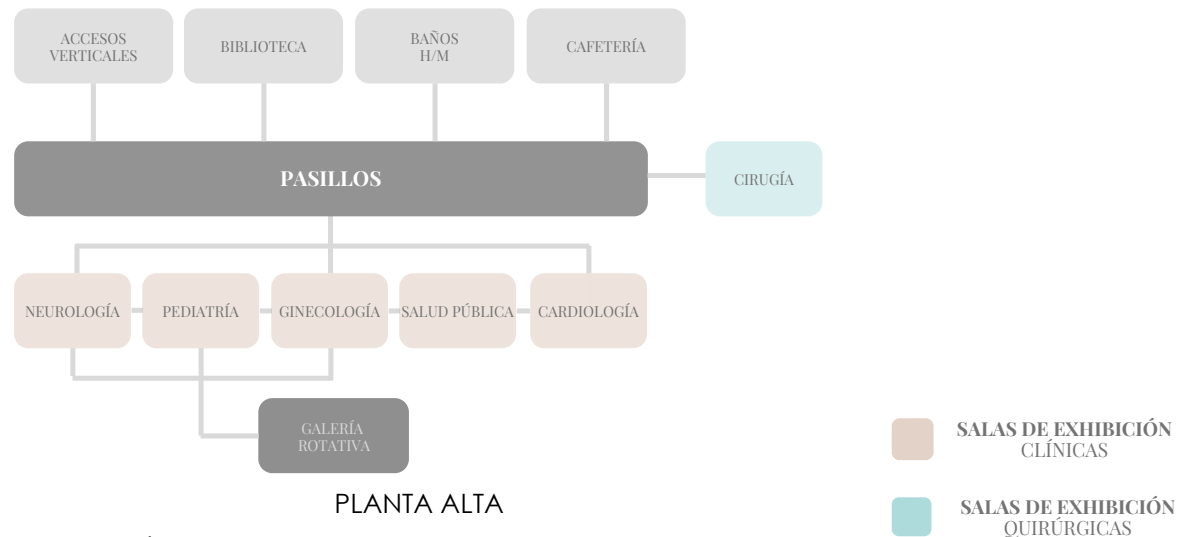 ACCESOS
VERTICALES
BIBLIOTECA
BAÑOS
H/M
CAFETERÍA
PASILLOS
CIRUGÍA
NEUROLOGÍA
PEDIATRÍA
GINECOLOGÍA
SALUD PÚBLICA
CARDIOLOGÍA
GALERÍA
ROTATIVA
PLANTA ALTA
SALAS DE EXHIBICIÓN
CLÍNICAS
SALAS DE EXHIBICIÓN
QUIRÚRGICAS